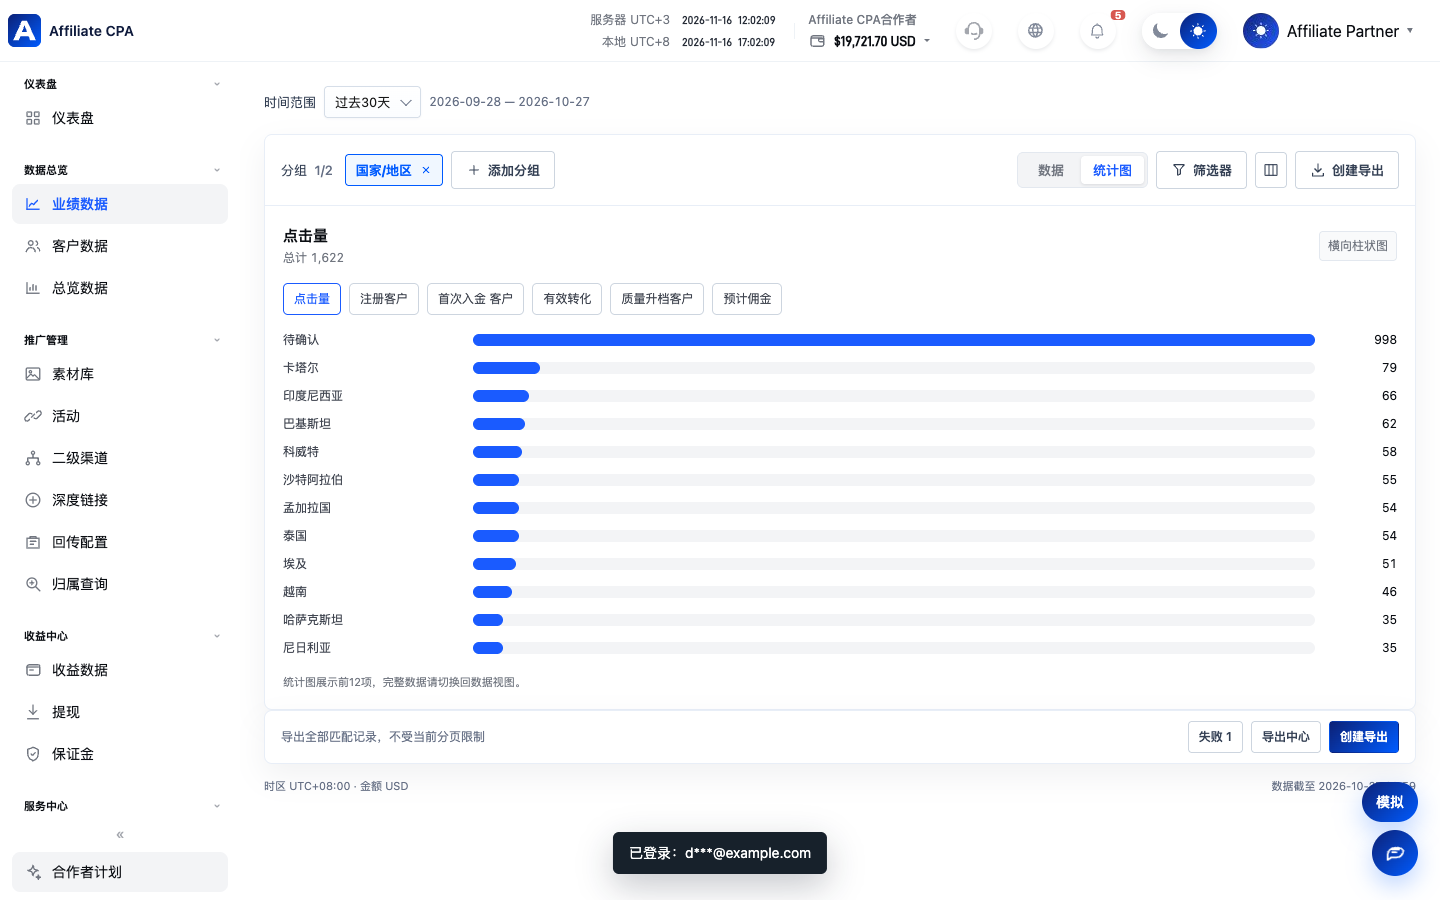 Affiliate CPA
服务器 UTC+3 2026-11-16 12:02:09
本地 UTC+8 2026-11-16 17:02:09
Affiliate CPA合作者
$19,721.70 USD
5
Affiliate Partner
仪表盘
仪表盘
数据总览
业绩数据
客户数据
总览数据
推广管理
素材库
活动
二级渠道
深度链接
回传配置
归属查询
收益中心
收益数据
提现
保证金
服务中心
«
合作者计划
时间范围 过去30天 2026-09-28 — 2026-10-27
分组 1/2 国家/地区 × + 添加分组 数据 统计图 筛选器 创建导出
点击量
总计 1,622
横向柱状图
点击量 注册客户 首次入金 客户 有效转化 质量升档客户 预计佣金
待确认 998
卡塔尔 79
印度尼西亚 66
巴基斯坦 62
科威特 58
沙特阿拉伯 55
孟加拉国 54
泰国 54
埃及 51
越南 46
哈萨克斯坦 35
尼日利亚 35
统计图展示前12项，完整数据请切换回数据视图。
导出全部匹配记录，不受当前分页限制 失败 1 导出中心 创建导出
时区 UTC+08:00 · 金额 USD 数据截至 2026-10-
模拟
已登录：d***@example.com